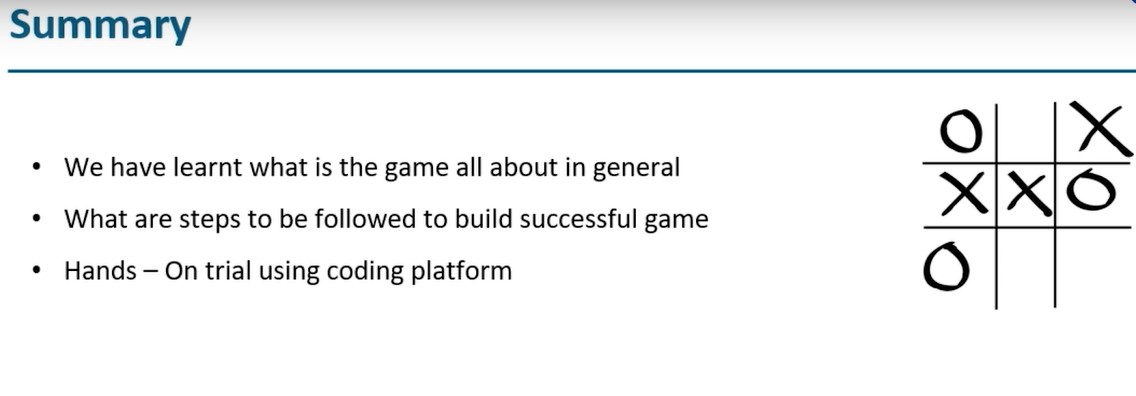 Summary
• We have learnt what is the game all about in general
• What are steps to be followed to build successful game
• Hands – On trial using coding platform
O X
X X O
O